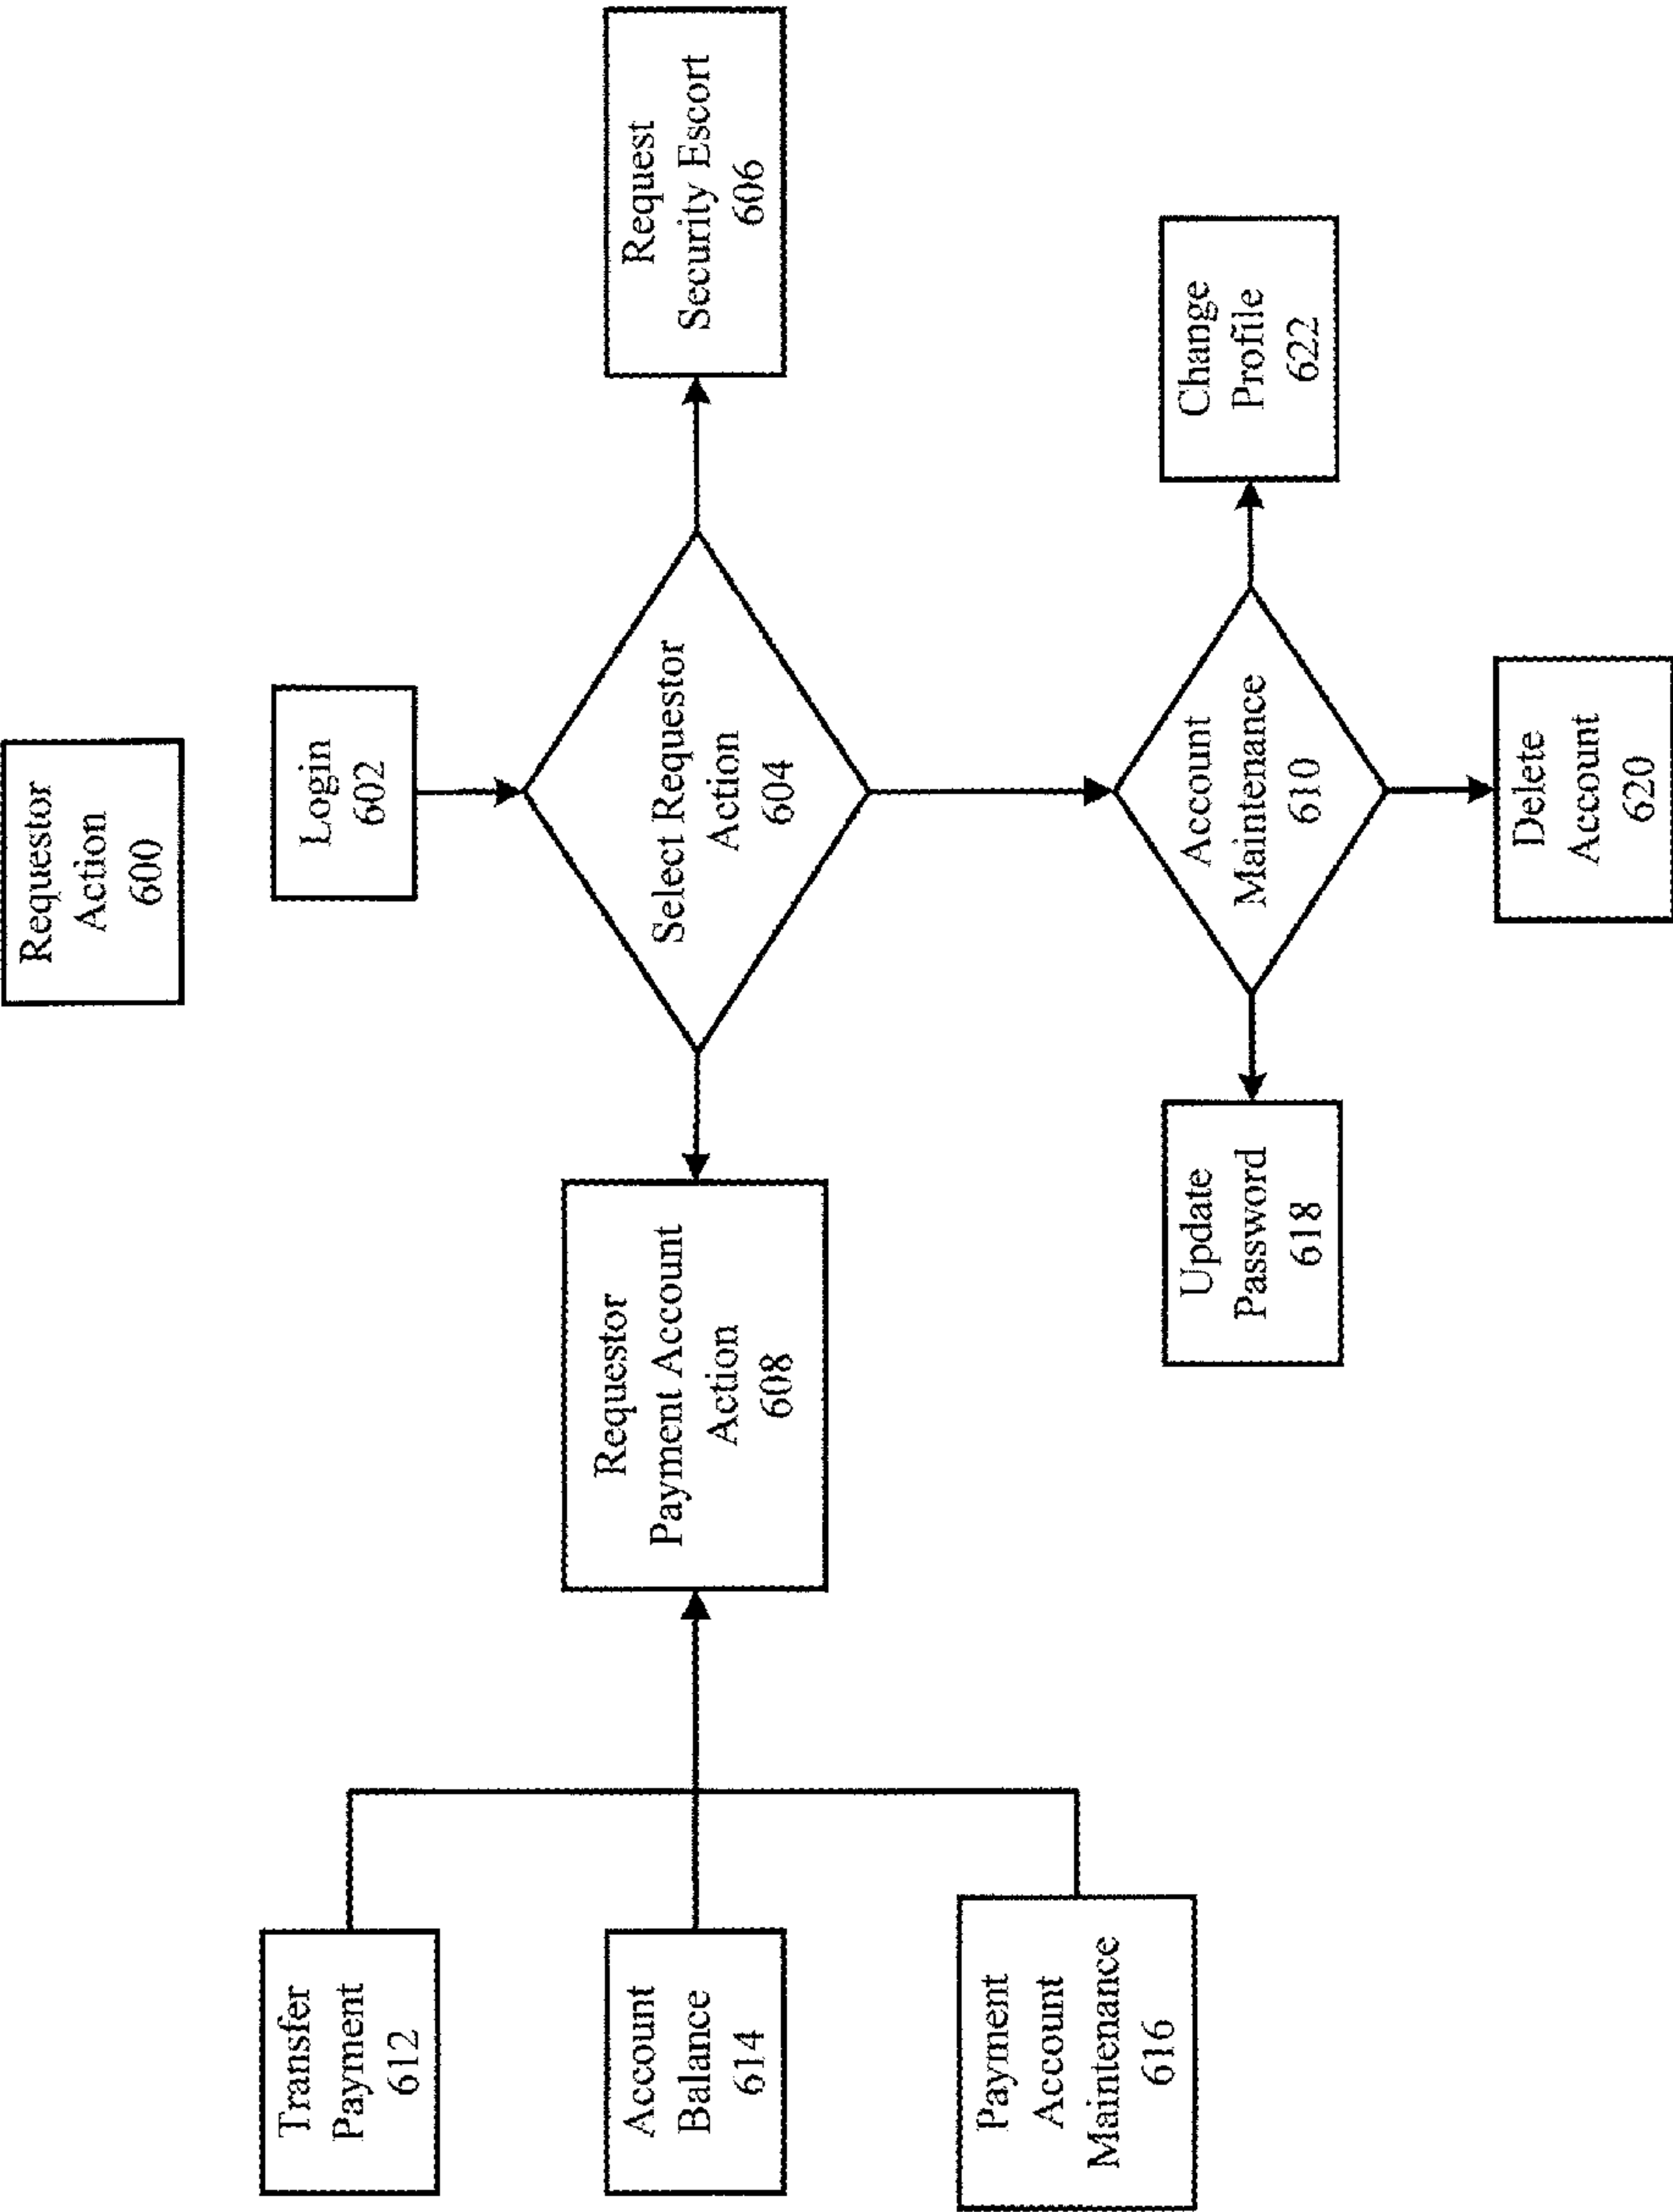 Requestor
Action
600
Login
602
Select Requestor
Action
604
Request
Security Escort
606
Requestor
Payment Account
Action
608
Transfer
Payment
612
Account
Balance
614
Payment
Account
Maintenance
616
Account
Maintenance
610
Update
Password
618
Change
Profile
622
Delete
Account
620